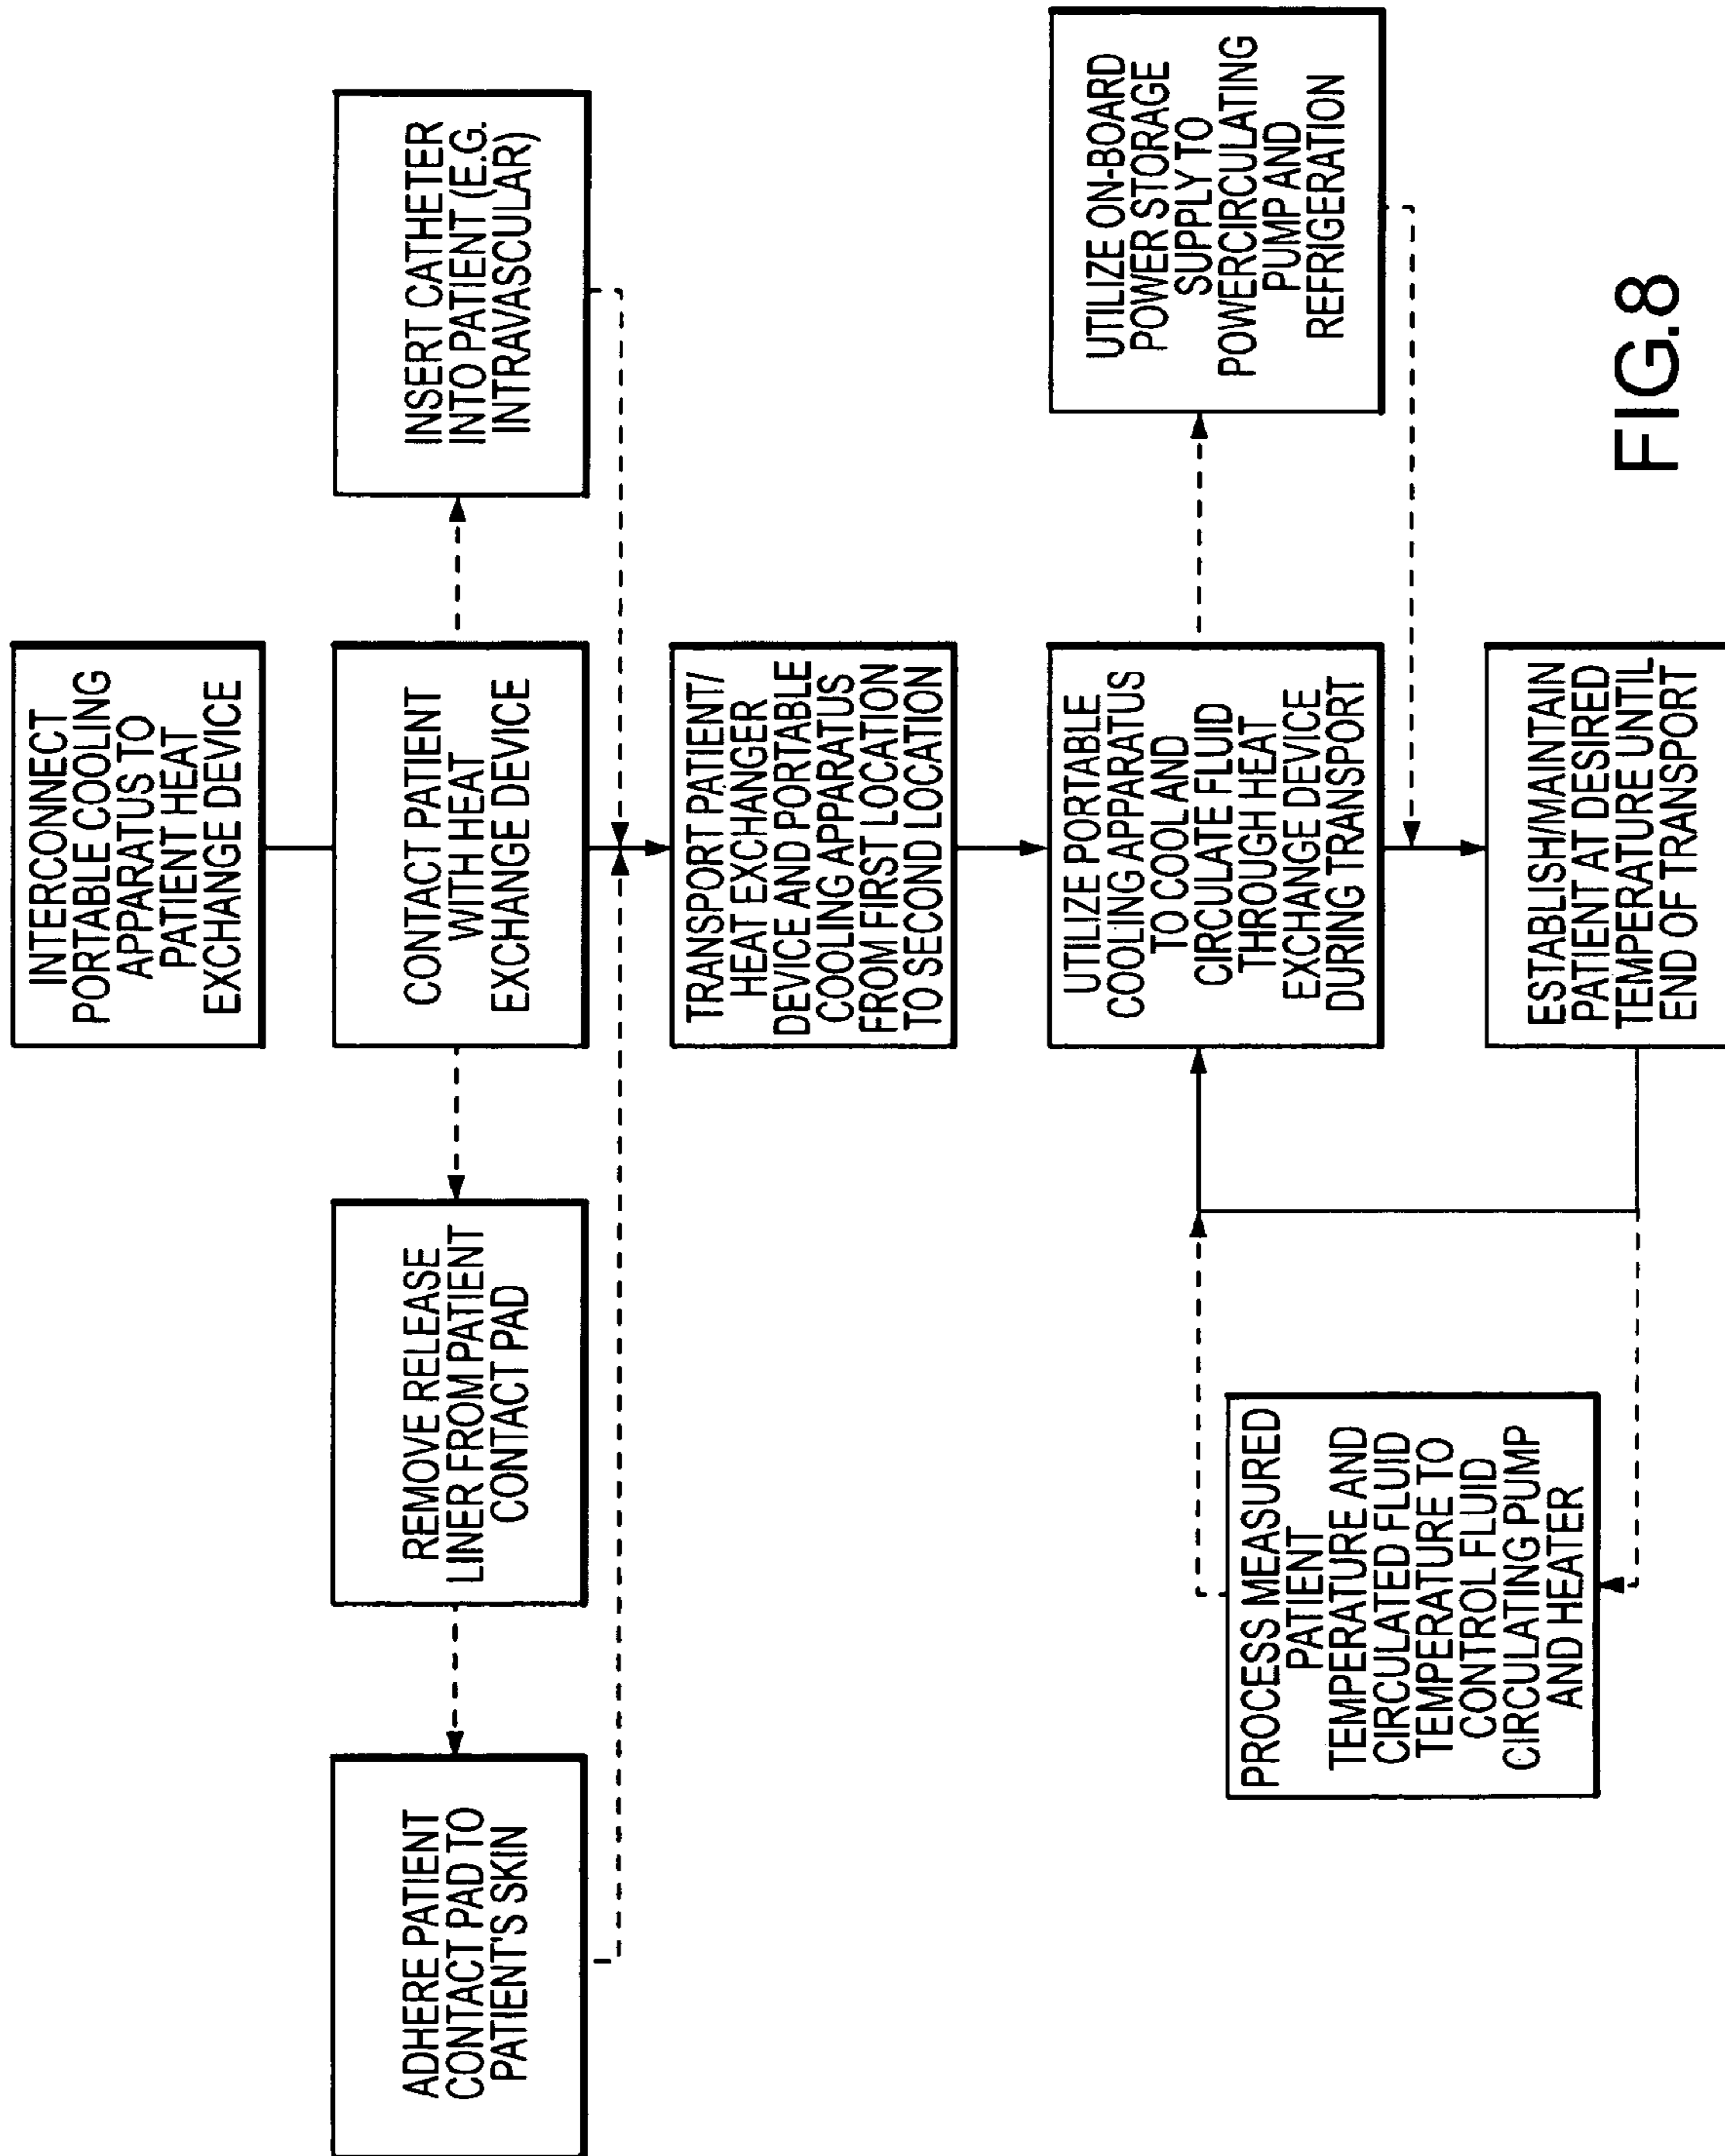 INTERCONNECT
PORTABLE COOLING
APPARATUS TO
PATIENT HEAT
EXCHANGE DEVICE
ADHERE PATIENT
CONTACT PAD TO
PATIENT'S SKIN
REMOVE RELEASE
LINER FROM PATIENT
CONTACT PAD
CONTACT PATIENT
WITH HEAT
EXCHANGE DEVICE
INSERT CATHETER
INTO PATIENT (E.G.
INTRAVASCULAR)
TRANSPORT PATIENT/
HEAT EXCHANGER
DEVICE AND PORTABLE
COOLING APPARATUS
FROM FIRST LOCATION
TO SECOND LOCATION
UTILIZE PORTABLE
COOLING APPARATUS
TO COOL AND
CIRCULATE FLUID
THROUGH HEAT
EXCHANGE DEVICE
DURING TRANSPORT
UTILIZE ON-BOARD
POWER STORAGE
SUPPLY TO
POWERCIRCULATING
PUMP AND
REFRIGERATION
PROCESS MEASURED
PATIENT
TEMPERATURE AND
CIRCULATED FLUID
TEMPERATURE TO
CONTROL FLUID
CIRCULATING PUMP
AND HEATER
ESTABLISH/MAINTAIN
PATIENT AT DESIRED
TEMPERATURE UNTIL
END OF TRANSPORT
FIG.8